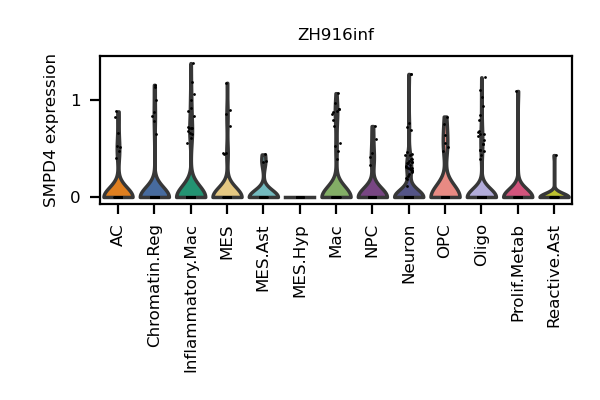 ZH916inf
SMPD4 expression
1
0
AC
Chromatin.Reg
Inflammatory.Mac
MES
MES.Ast
MES.Hyp
Mac
NPC
Neuron
OPC
Oligo
Prolif.Metab
Reactive.Ast